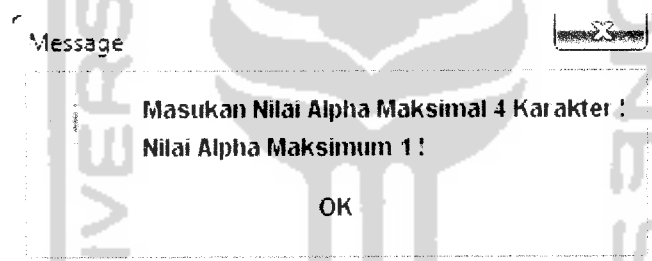 Message
Masukan Nilai Alpha Maksimal 4 Karakter !
Nilai Alpha Maksimum 1 !
OK